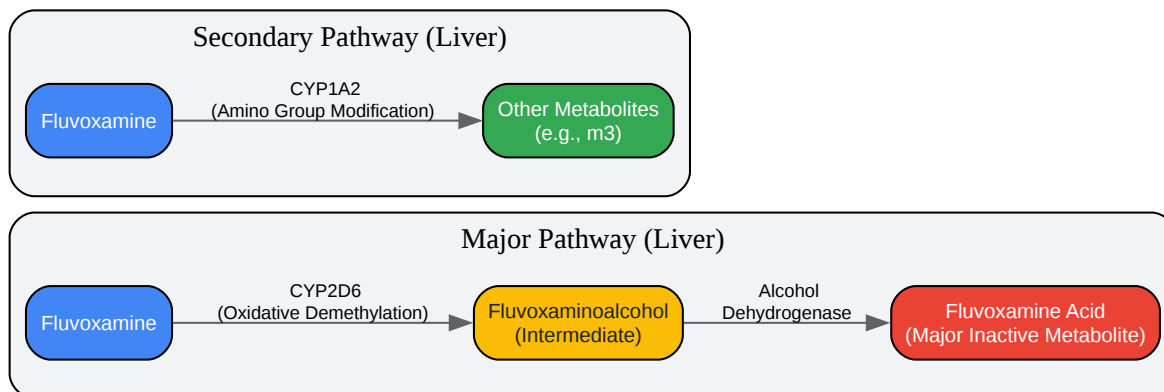 Secondary Pathway (Liver)
Fluvoxamine
CYP1A2
(Amino Group Modification)
Other Metabolites
(e.g., m3)
Major Pathway (Liver)
Fluvoxamine
CYP2D6
(Oxidative Demethylation)
Fluvoxaminoalcohol
(Intermediate)
Alcohol
Dehydrogenase
Fluvoxamine Acid
(Major Inactive Metabolite)